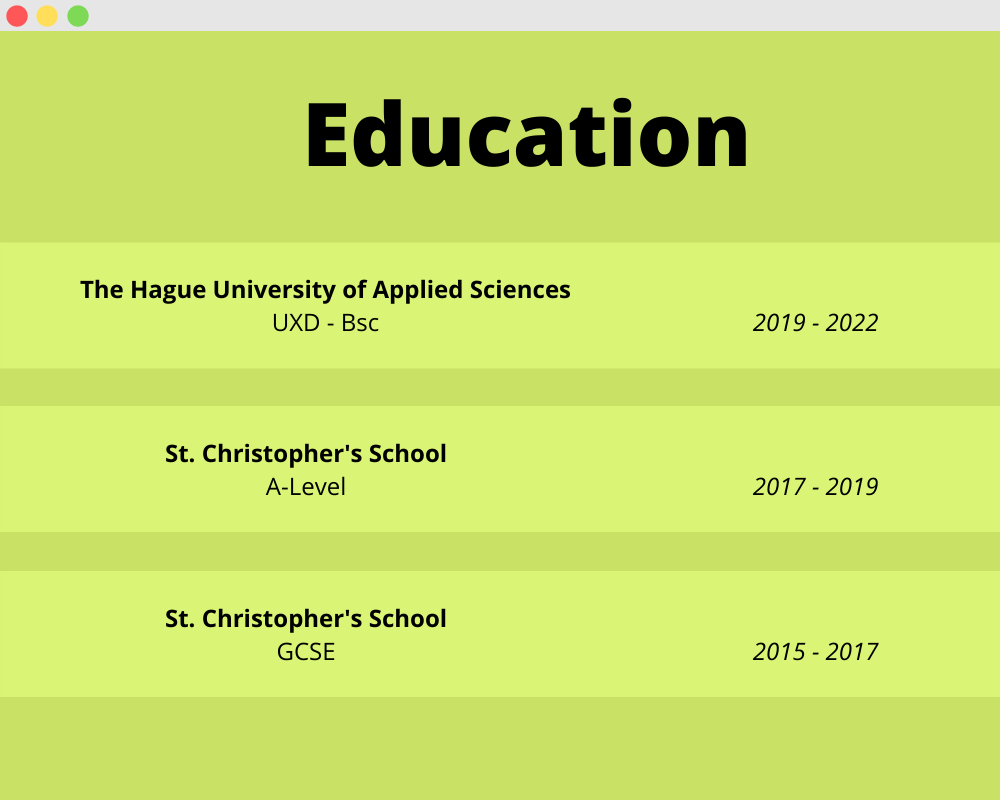 Education
The Hague University of Applied Sciences
UXD - Bsc
2019 - 2022
St. Christopher's School
A-Level
2017 - 2019
St. Christopher's School
GCSE
2015 - 2017